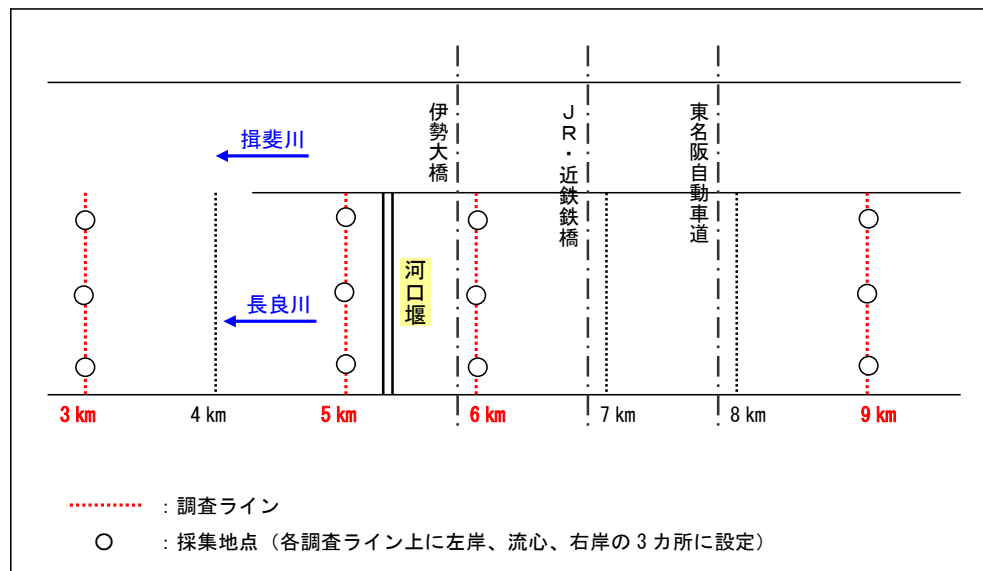 伊勢大橋
JR・近鉄鉄橋
東名阪自動車道
揖斐川
河口堰
長良川
3 km
4 km
5 km
6 km
7 km
8 km
9 km
：調査ライン
：採集地点（各調査ライン上に左岸、流心、右岸の 3 カ所に設定）